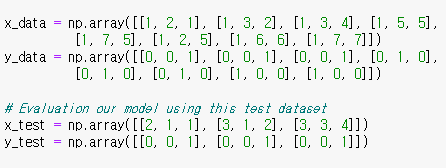 x_data = np.array([[1, 2, 1], [1, 3, 2], [1, 3, 4], [1, 5, 5],
[1, 7, 5], [1, 2, 5], [1, 6, 6], [1, 7, 7]])
y_data = np.array([[0, 0, 1], [0, 0, 1], [0, 0, 1], [0, 1, 0],
[0, 1, 0], [0, 1, 0], [1, 0, 0], [1, 0, 0]])
# Evaluation our model using this test dataset
x_test = np.array([[2, 1, 1], [3, 1, 2], [3, 3, 4]])
y_test = np.array([[0, 0, 1], [0, 0, 1], [0, 0, 1]])